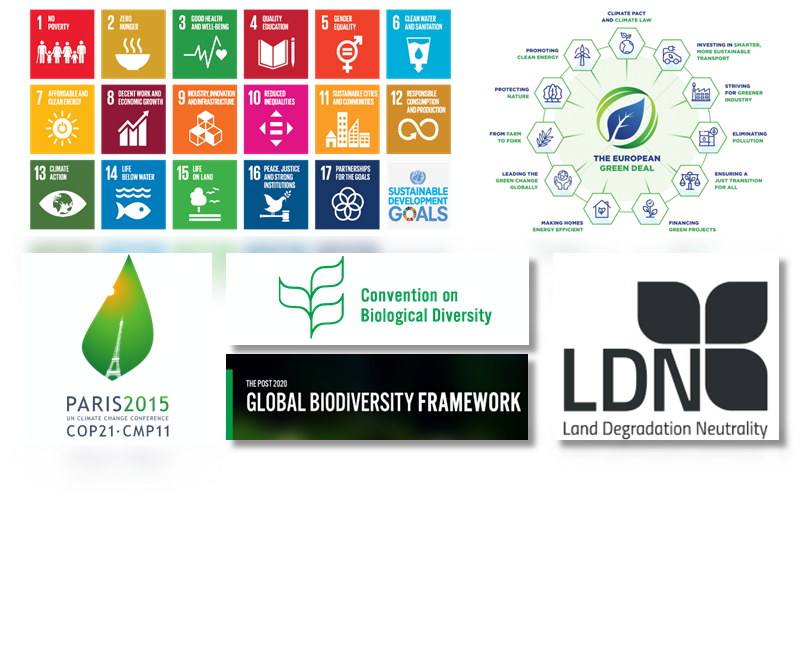 1 NO
POVERTY
2 ZERO
HUNGER
3 GOOD HEALTH
AND WELL-BEING
4 QUALITY
EDUCATION
5 GENDER
EQUALITY
6 CLEAN WATER
AND SANITATION
7 AFFORDABLE AND
CLEAN ENERGY
8 DECENT WORK AND
ECONOMIC GROWTH
9 INDUSTRY, INNOVATION
AND INFRASTRUCTURE
10 REDUCED
INEQUALITIES
11 SUSTAINABLE CITIES
AND COMMUNITIES
12 RESPONSIBLE
CONSUMPTION
AND PRODUCTION
13 CLIMATE
ACTION
14 LIFE
BELOW WATER
15 LIFE
ON LAND
16 PEACE, JUSTICE
AND STRONG
INSTITUTIONS
17 PARTNERSHIPS
FOR THE GOALS
SUSTAINABLE
DEVELOPMENT
GOALS
CLIMATE PACT
AND CLIMATE LAW
PROMOTING
CLEAN ENERGY
INVESTING IN SMARTER,
MORE SUSTAINABLE
TRANSPORT
PROTECTING
NATURE
STRIVING
FOR GREENER
INDUSTRY
FROM FARM
TO FORK
ELIMINATING
POLLUTION
THE EUROPEAN
GREEN DEAL
LEADING THE
GREEN CHANGE
GLOBALLY
ENSURING A
JUST TRANSITION
FOR ALL
MAKING HOMES
ENERGY EFFICIENT
FINANCING
GREEN PROJECTS
PARIS2015
UN CLIMATE CHANGE CONFERENCE
COP21·CMP11
Convention on
Biological Diversity
THE POST 2020
GLOBAL BIODIVERSITY FRAMEWORK
LDN
Land Degradation Neutrality